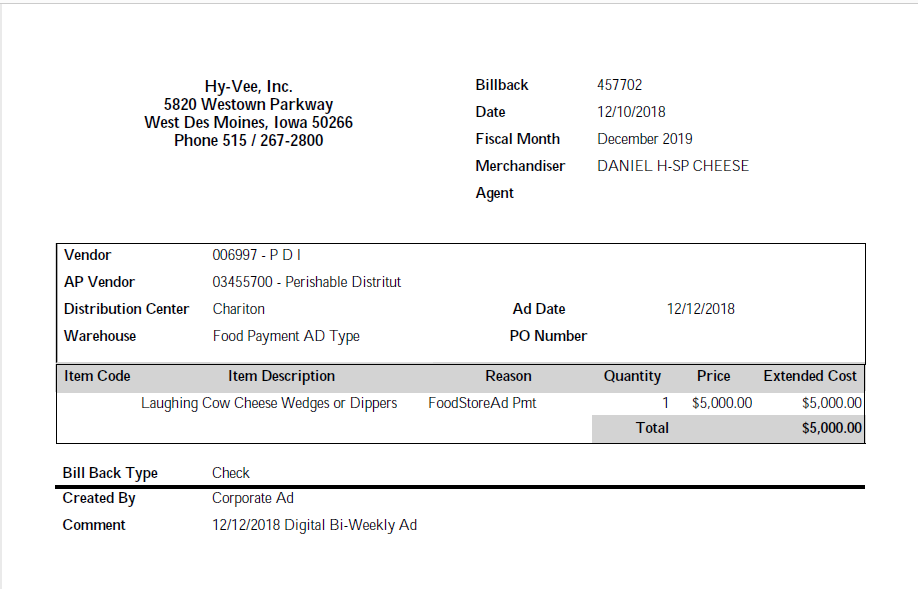 Hy-Vee, Inc.
5820 Westown Parkway
West Des Moines, Iowa 50266
Phone 515 / 267-2800
Billback 457702
Date 12/10/2018
Fiscal Month December 2019
Merchandiser DANIEL H-SP CHEESE
Agent
Vendor 006997 - P D I
AP Vendor 03455700 - Perishable Distritut
Distribution Center Chariton Ad Date 12/12/2018
Warehouse Food Payment AD Type PO Number
Item Code Item Description Reason Quantity Price Extended Cost
Laughing Cow Cheese Wedges or Dippers FoodStoreAd Pmt 1 $5,000.00 $5,000.00
Total $5,000.00
Bill Back Type Check
Created By Corporate Ad
Comment 12/12/2018 Digital Bi-Weekly Ad